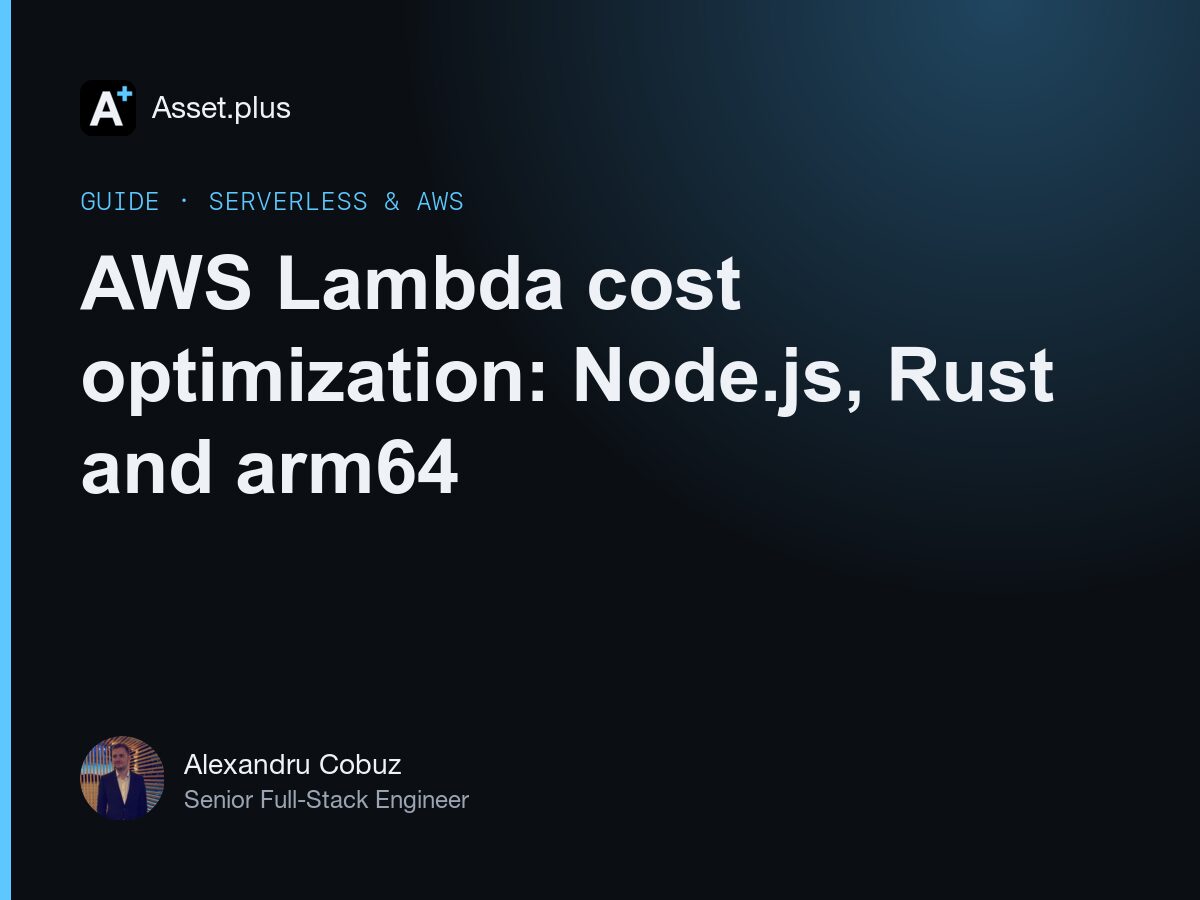 A+
Asset.plus
GUIDE · SERVERLESS & AWS
AWS Lambda cost
optimization: Node.js, Rust
and arm64
Alexandru Cobuz
Senior Full-Stack Engineer